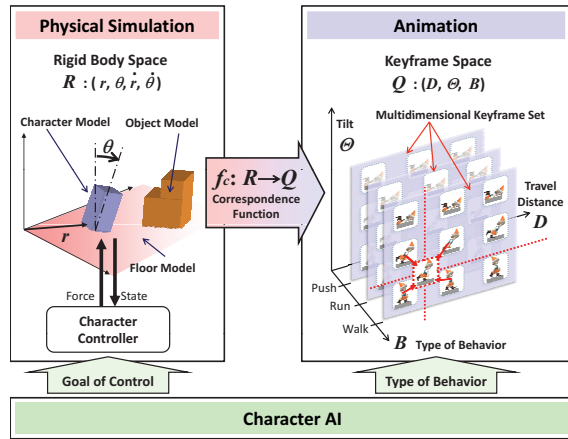 Physical Simulation
Rigid Body Space
R : ( r, θ, ṙ, θ̇ )
Character Model
Object Model
θ
r
Floor Model
Force
State
Character
Controller
Goal of Control
f_c : R → Q
Correspondence
Function
Animation
Keyframe Space
Q : (D, Θ, B)
Tilt
Θ
Multidimensional Keyframe Set
Travel
Distance
D
Push
Run
Walk
B Type of Behavior
Type of Behavior
Character AI